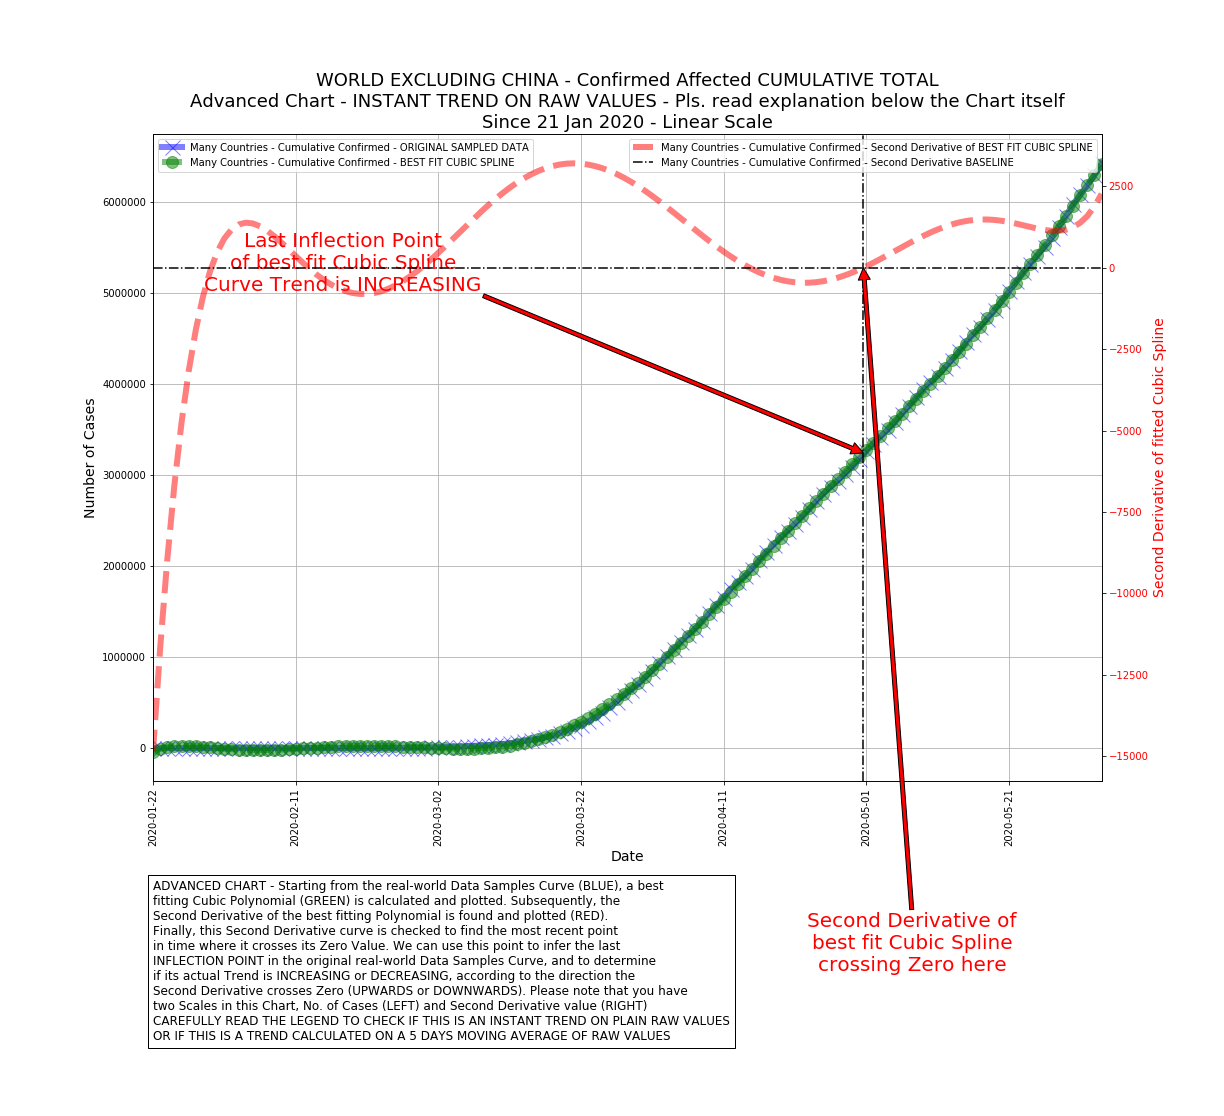 WORLD EXCLUDING CHINA - Confirmed Affected CUMULATIVE TOTAL
Advanced Chart - INSTANT TREND ON RAW VALUES - Pls. read explanation below the Chart itself
Since 21 Jan 2020 - Linear Scale
Many Countries - Cumulative Confirmed - ORIGINAL SAMPLED DATA
Many Countries - Cumulative Confirmed - BEST FIT CUBIC SPLINE
Many Countries - Cumulative Confirmed - Second Derivative of BEST FIT CUBIC SPLINE
Many Countries - Cumulative Confirmed - Second Derivative BASELINE
Last Inflection Point
of best fit Cubic Spline
Curve Trend is INCREASING
Number of Cases
6000000
5000000
4000000
3000000
2000000
1000000
0
2500
0
−2500
−5000
−7500
−10000
−12500
−15000
Second Derivative of fitted Cubic Spline
2020-01-22
2020-02-11
2020-03-02
2020-03-22
2020-04-11
2020-05-01
2020-05-21
Date
Second Derivative of
best fit Cubic Spline
crossing Zero here
ADVANCED CHART - Starting from the real-world Data Samples Curve (BLUE), a best
fitting Cubic Polynomial (GREEN) is calculated and plotted. Subsequently, the
Second Derivative of the best fitting Polynomial is found and plotted (RED).
Finally, this Second Derivative curve is checked to find the most recent point
in time where it crosses its Zero Value. We can use this point to infer the last
INFLECTION POINT in the original real-world Data Samples Curve, and to determine
if its actual Trend is INCREASING or DECREASING, according to the direction the
Second Derivative crosses Zero (UPWARDS or DOWNWARDS). Please note that you have
two Scales in this Chart, No. of Cases (LEFT) and Second Derivative value (RIGHT)
CAREFULLY READ THE LEGEND TO CHECK IF THIS IS AN INSTANT TREND ON PLAIN RAW VALUES
OR IF THIS IS A TREND CALCULATED ON A 5 DAYS MOVING AVERAGE OF RAW VALUES